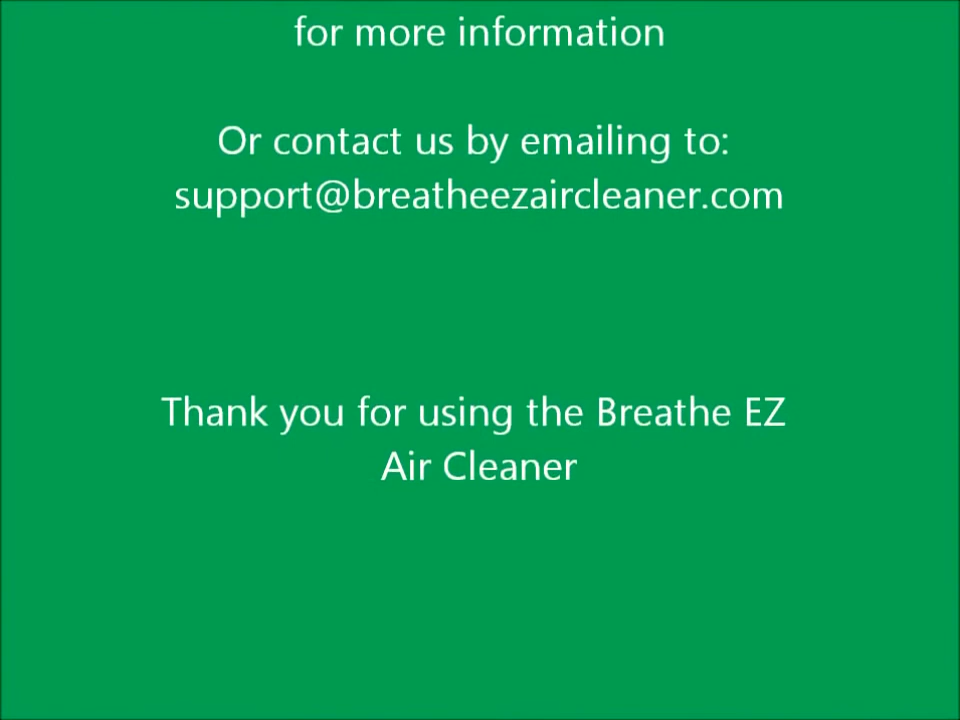 for more information
Or contact us by emailing to:
support@breatheezaircleaner.com
Thank you for using the Breathe EZ
Air Cleaner